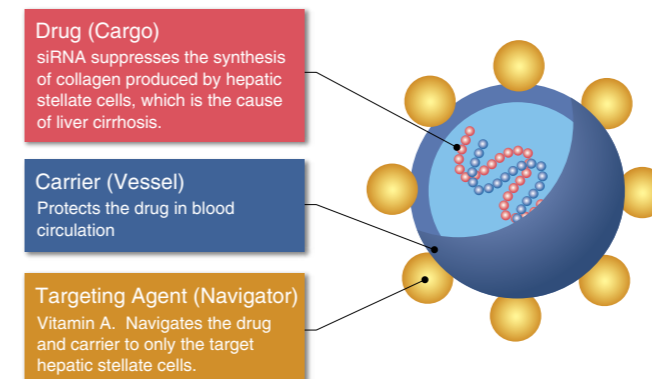 Drug (Cargo)
siRNA suppresses the synthesis
of collagen produced by hepatic
stellate cells, which is the cause
of liver cirrhosis.
Carrier (Vessel)
Protects the drug in blood
circulation
Targeting Agent (Navigator)
Vitamin A.  Navigates the drug
and carrier to only the target
hepatic stellate cells.